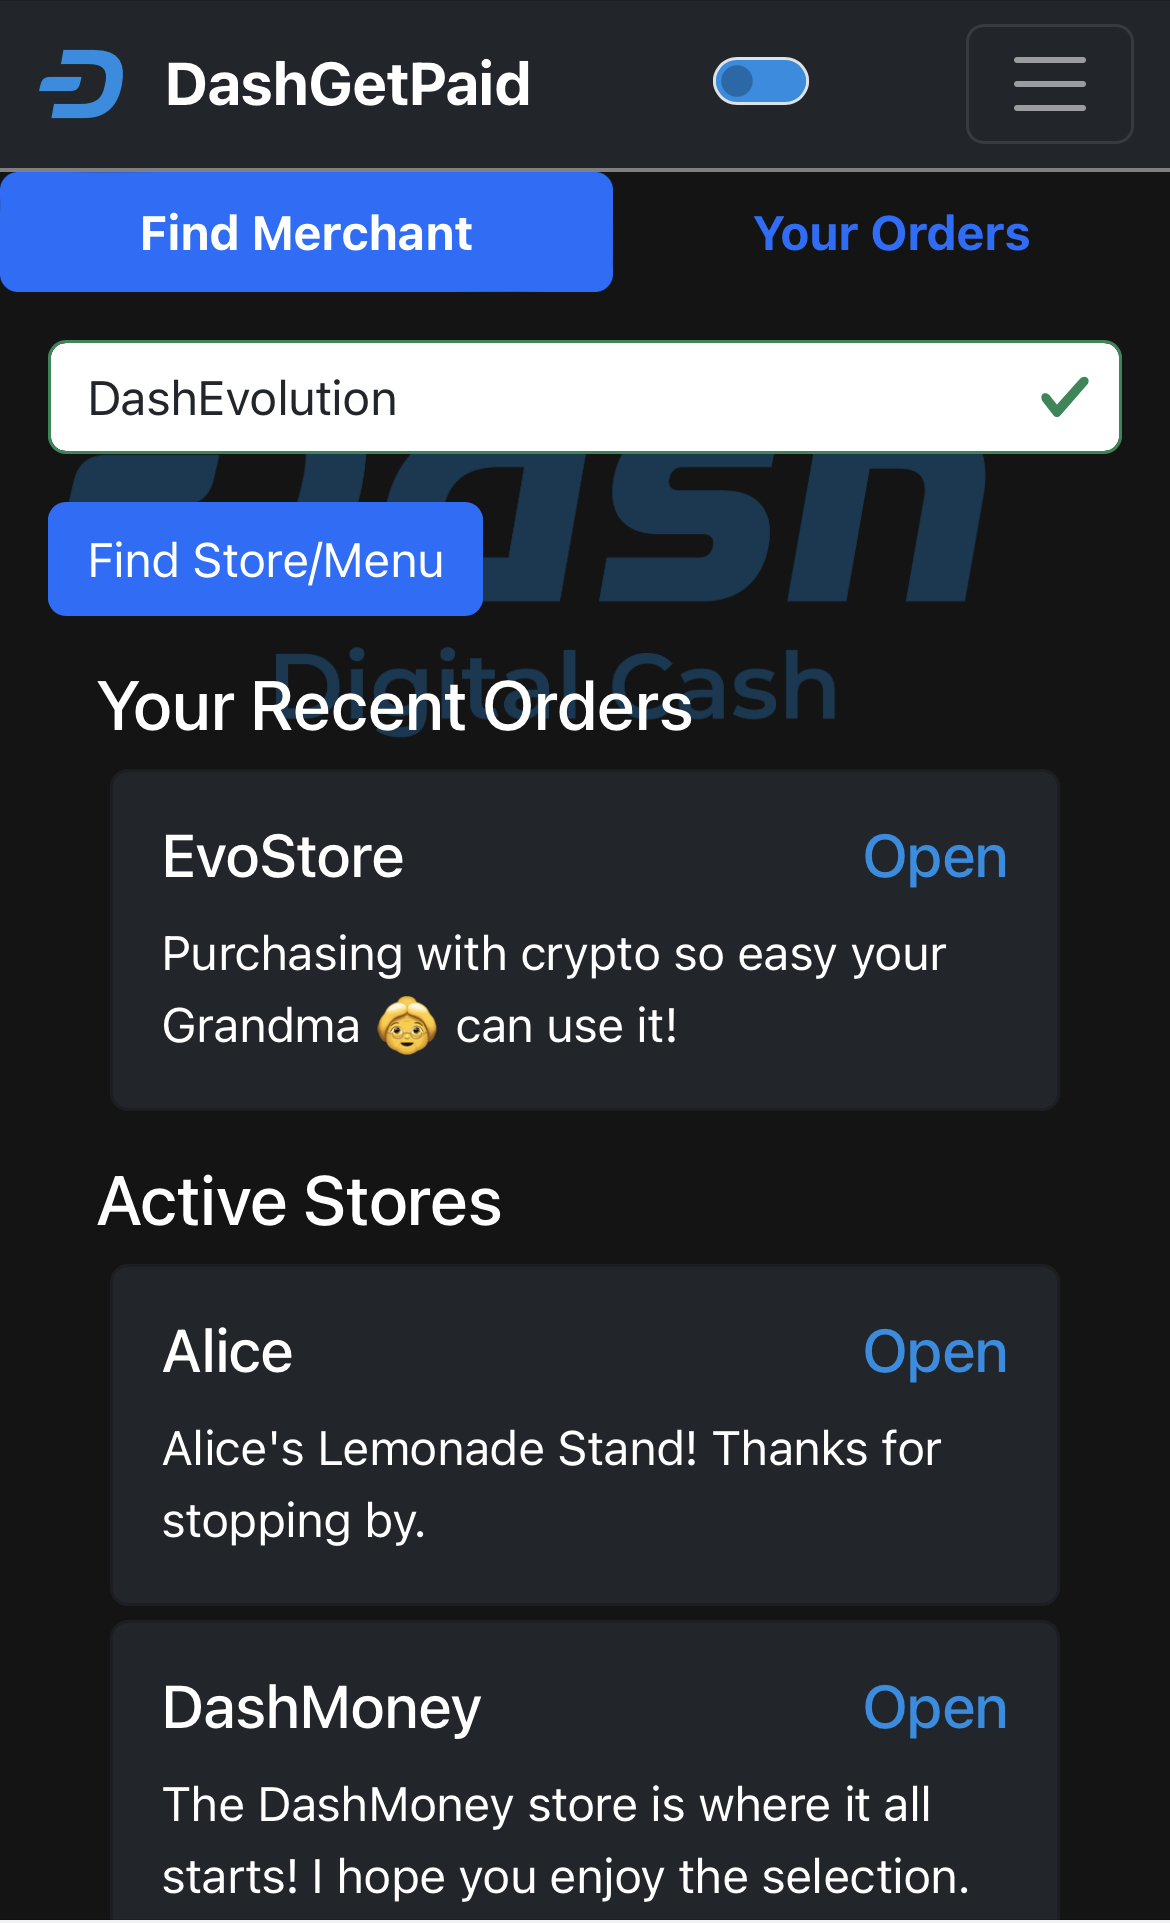 DashGetPaid
Find Merchant
Your Orders
DashEvolution
Dash
Find Store/Menu
Digital Cash
Your Recent Orders
EvoStore
Open
Purchasing with crypto so easy your
Grandma 👵 can use it!
Active Stores
Alice
Open
Alice's Lemonade Stand! Thanks for
stopping by.
DashMoney
Open
The DashMoney store is where it all
starts! I hope you enjoy the selection.